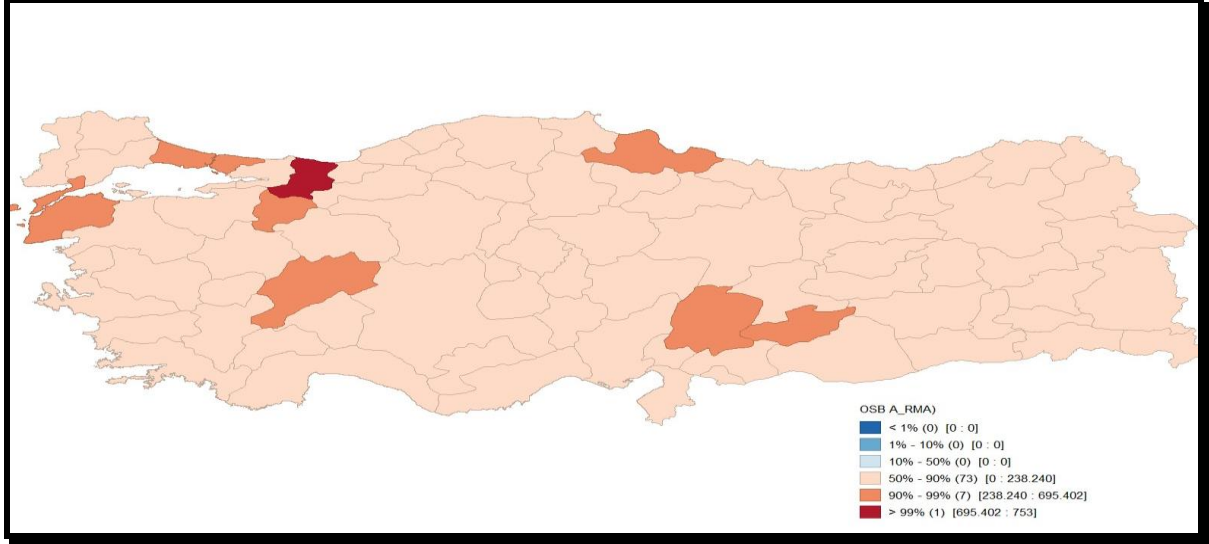 OSB A_RMA)
< 1% (0) [0 : 0]
1% - 10% (0) [0 : 0]
10% - 50% (0) [0 : 0]
50% - 90% (73) [0 : 238.240]
90% - 99% (7) [238.240 : 695.402]
> 99% (1) [695.402 : 753]